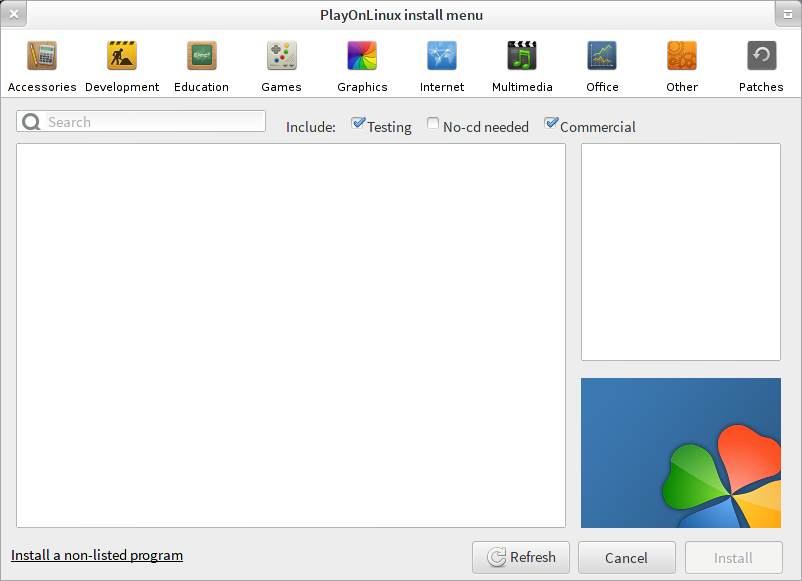 PlayOnLinux install menu
Accessories Development Education Games Graphics Internet Multimedia Office Other Patches
Search Include: Testing No-cd needed Commercial
Install a non-listed program Refresh Cancel Install